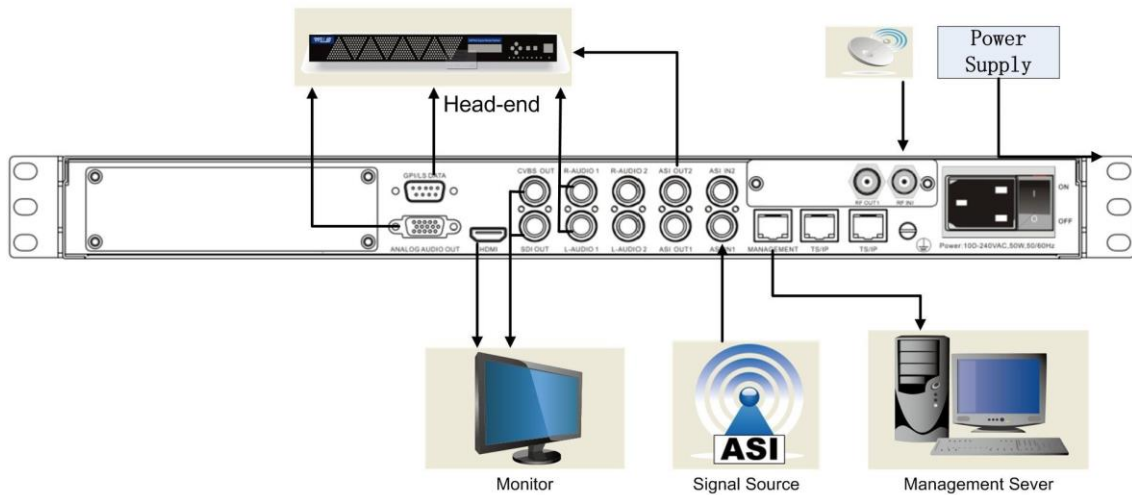 Power
Supply
Head-end
GPI/LS DATA
CVBS OUT
R-AUDIO 1
R-AUDIO 2
ASI OUT2
ASI IN2
RF OUT1
RF IN1
ON
I
O
OFF
ANALOG AUDIO OUT
HDMI
SDI OUT
L-AUDIO 1
L-AUDIO 2
ASI OUT1
ASI IN1
MANAGEMENT
TS/IP
TS/IP
Power:100-240VAC,50W,50/60Hz
ASI
Monitor
Signal Source
Management Sever